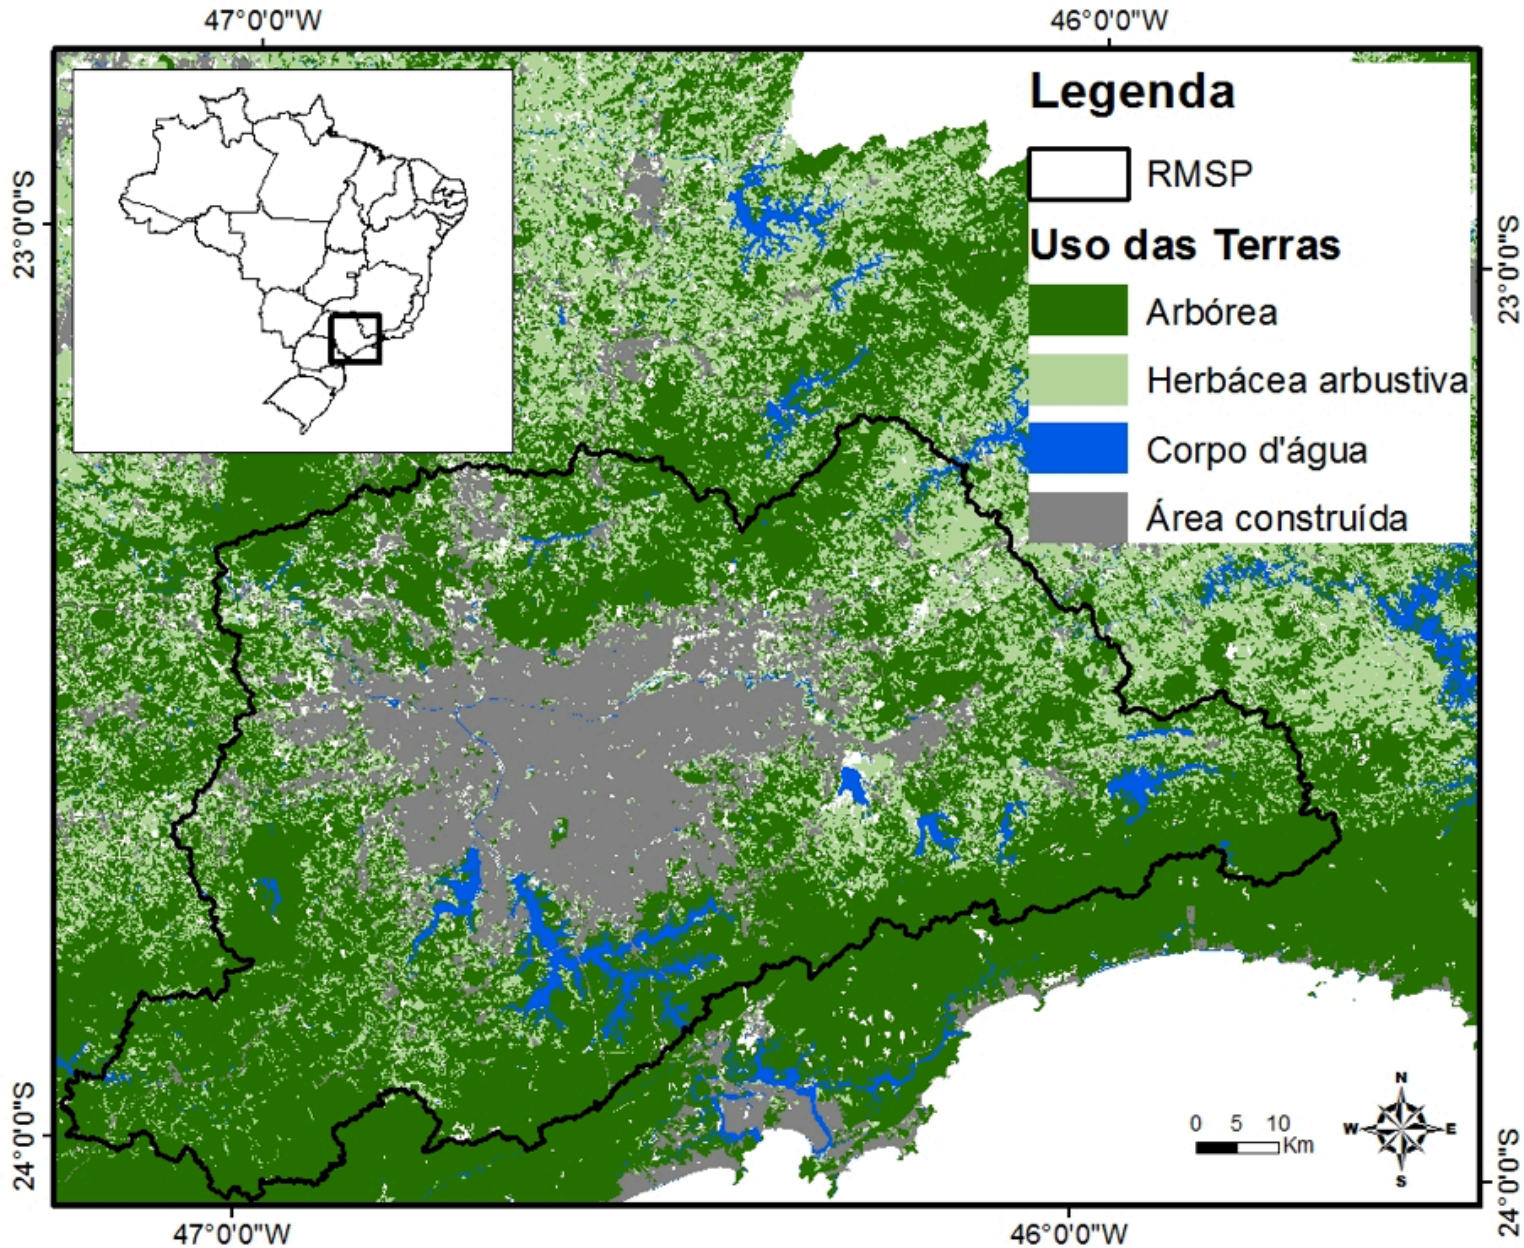 47°0'0"W
46°0'0"W
23°0'0"S
23°0'0"S
Legenda
RMSP
Uso das Terras
Arbórea
Herbácea arbustiva
Corpo d'água
Área construída
N
W
E
S
0 5 10
Km
24°0'0"S
24°0'0"S
47°0'0"W
46°0'0"W